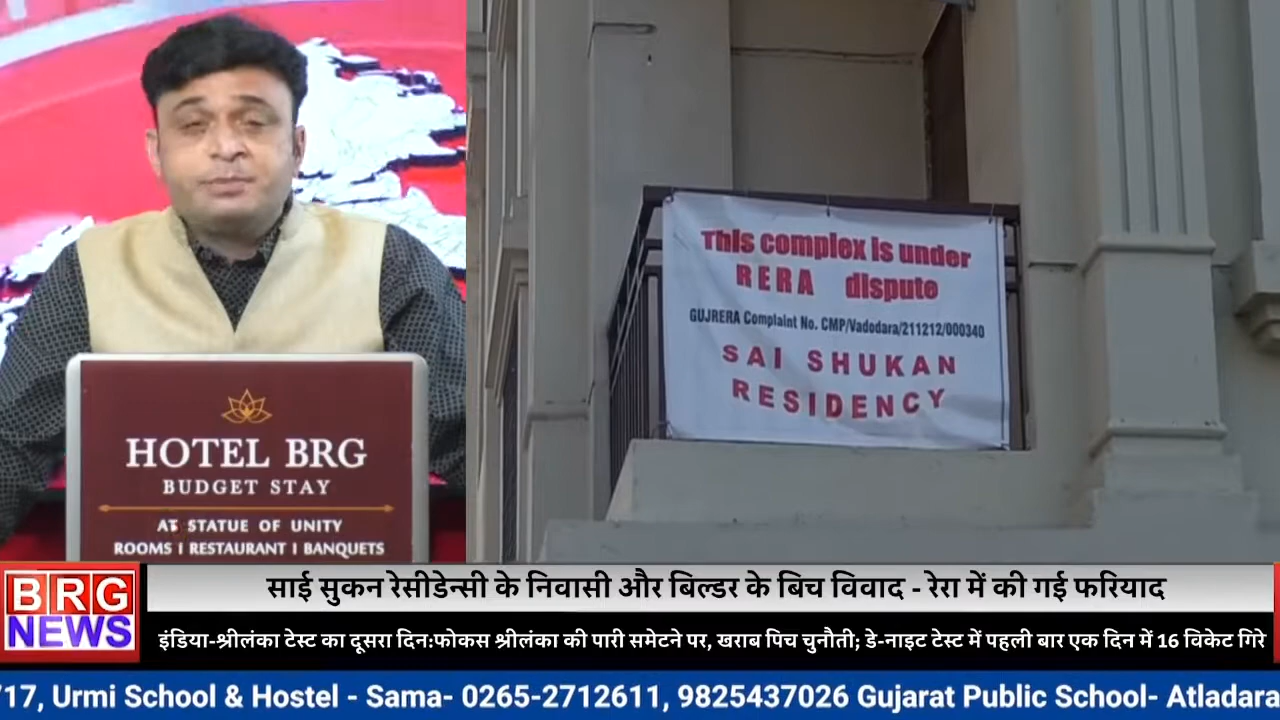 This complex is under
RERA dispute
GUJRERA Complaint No. CMP/Vadodara/211212/000340
SAI SHUKAN
RESIDENCY
HOTEL BRG
BUDGET STAY
AT STATUE OF UNITY
ROOMS I RESTAURANT I BANQUETS
BRG
NEWS
साई सुकन रेसीडेन्सी के निवासी और बिल्डर के बिच विवाद - रेरा में की गई फरियाद
इंडिया-श्रीलंका टेस्ट का दूसरा दिन:फोकस श्रीलंका की पारी समेटने पर, खराब पिच चुनौती; डे-नाइट टेस्ट में पहली बार एक दिन में 16 विकेट गिरे
717, Urmi School & Hostel - Sama- 0265-2712611, 9825437026 Gujarat Public School- Atladara